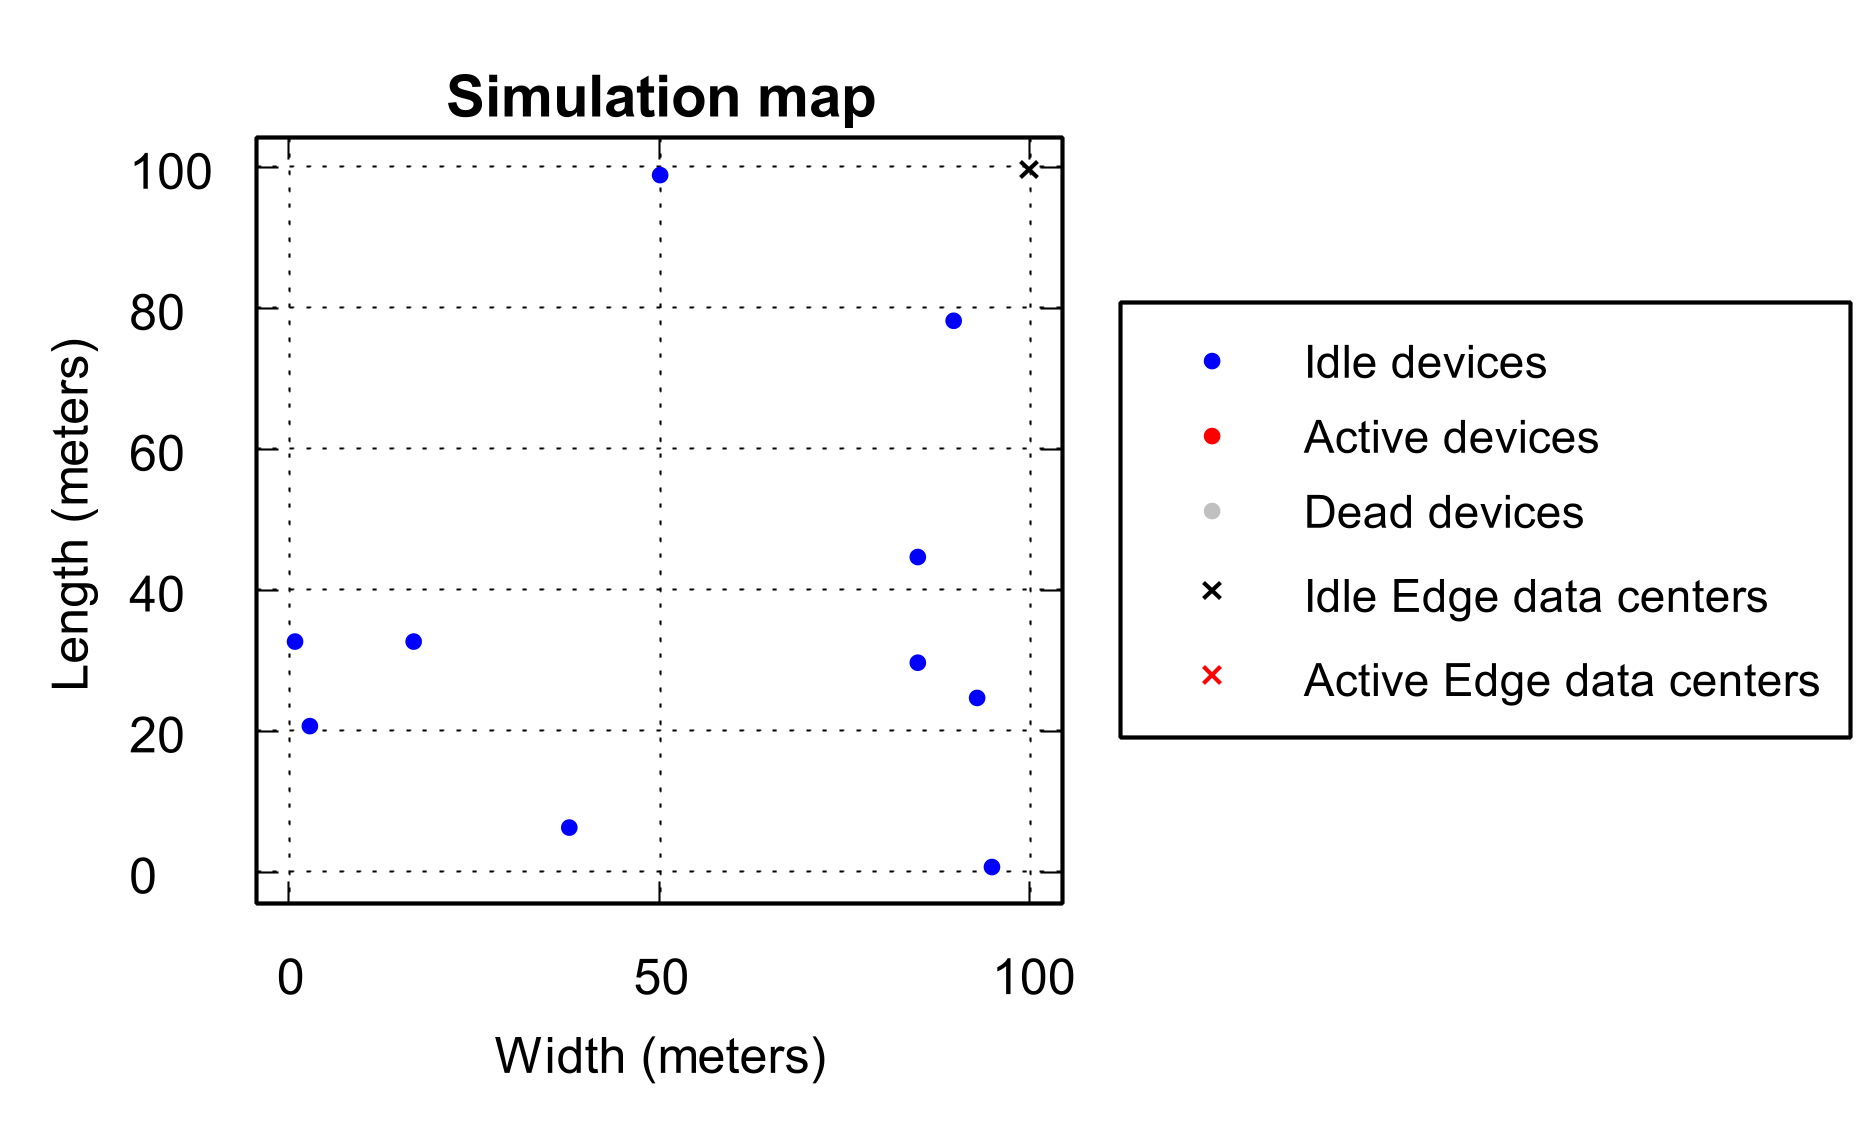 Simulation map
100
80
60
40
20
0
Length (meters)
0 50 100
Width (meters)
Idle devices
Active devices
Dead devices
Idle Edge data centers
Active Edge data centers